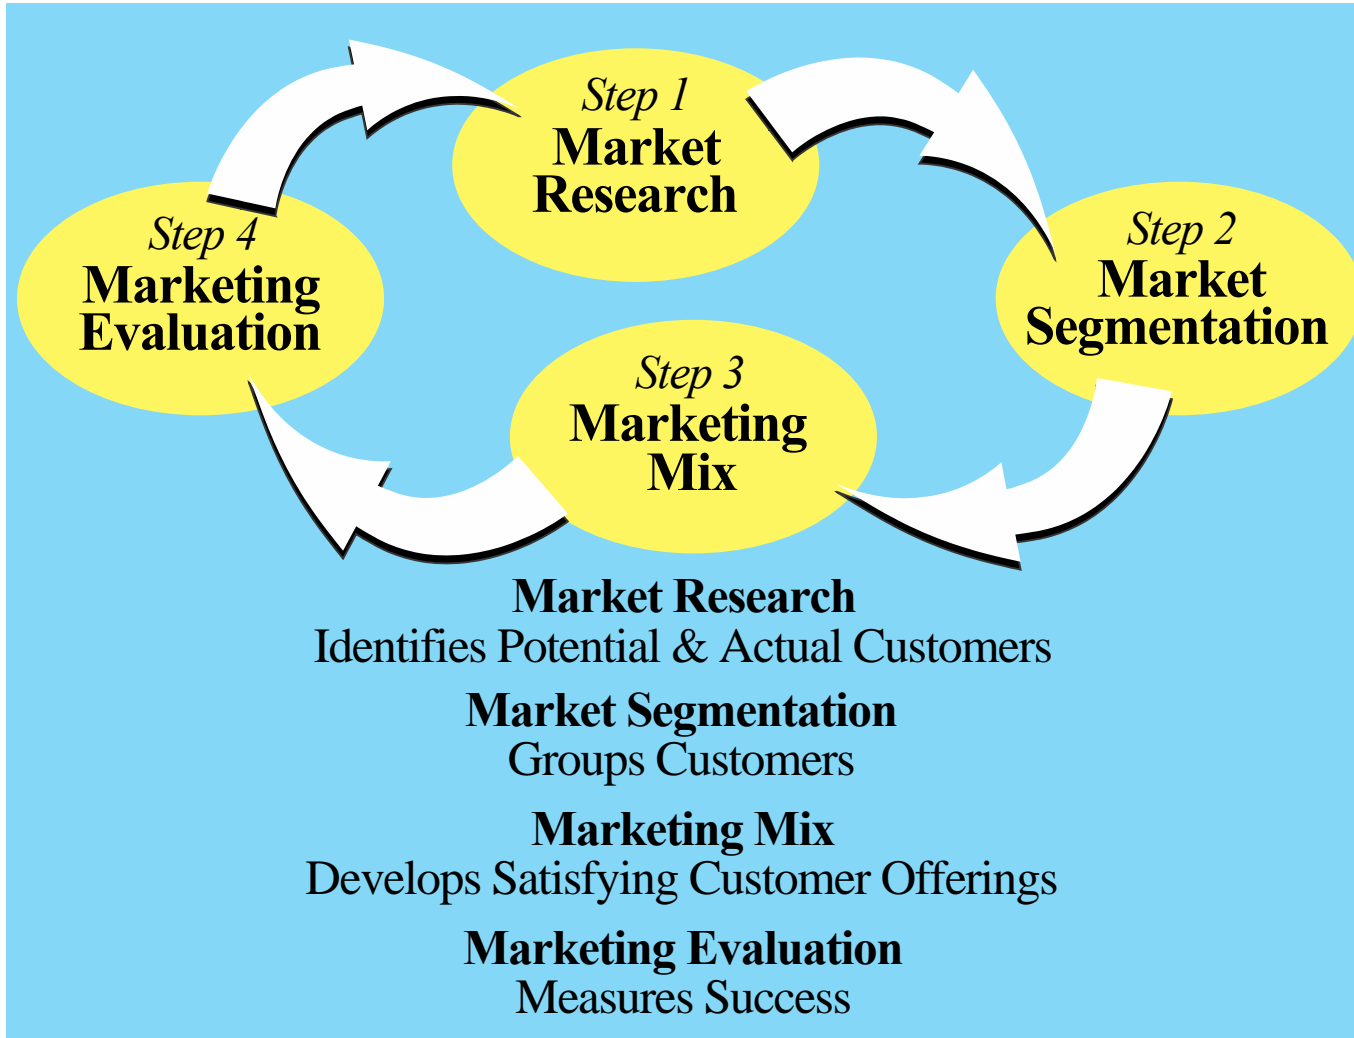 Step 1
Market
Research
Step 2
Market
Segmentation
Step 3
Marketing
Mix
Step 4
Marketing
Evaluation
Market Research
Identifies Potential & Actual Customers
Market Segmentation
Groups Customers
Marketing Mix
Develops Satisfying Customer Offerings
Marketing Evaluation
Measures Success